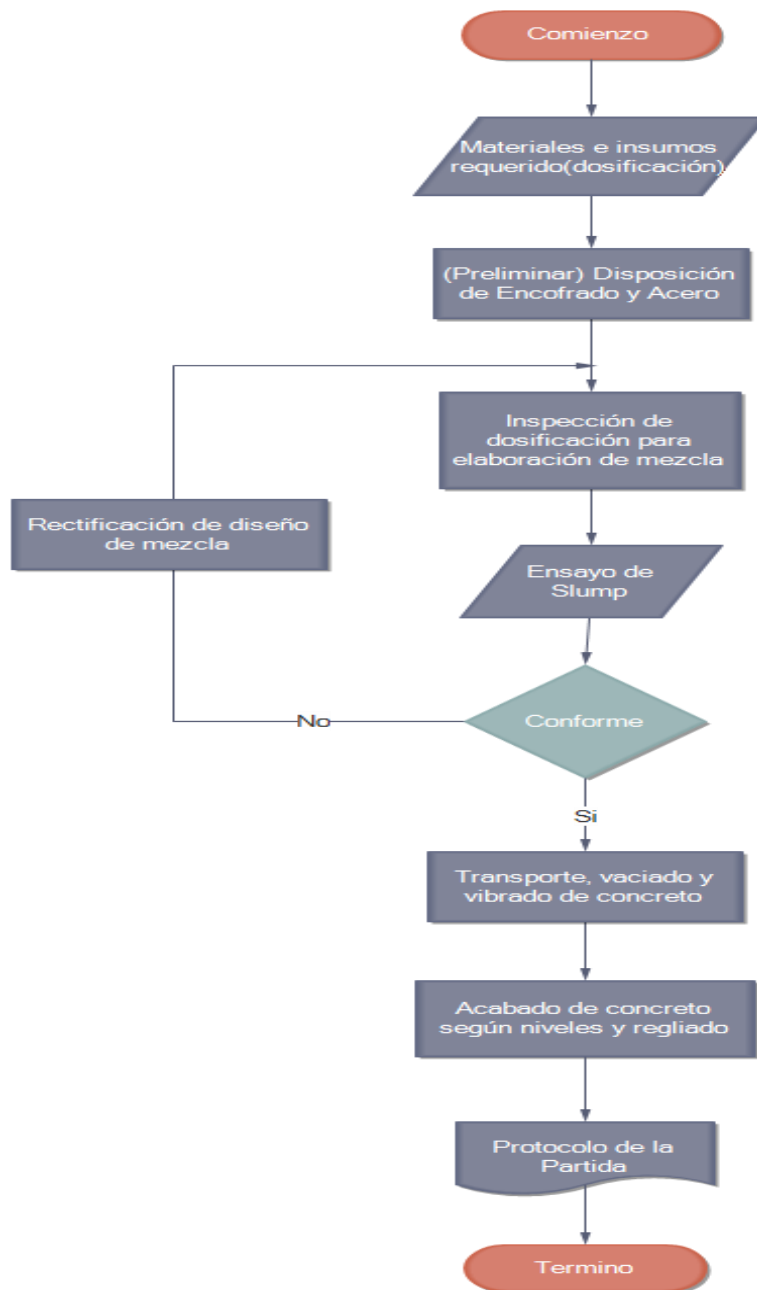 Comienzo
Materiales e insumos
requerido(dosificación)
(Preliminar) Disposición
de Encofrado y Acero
Inspección de
dosificación para
elaboración de mezcla
Rectificación de diseño
de mezcla
Ensayo de
Slump
Conforme
No
Si
Transporte, vaciado y
vibrado de concreto
Acabado de concreto
según niveles y regliado
Protocolo de la
Partida
Termino